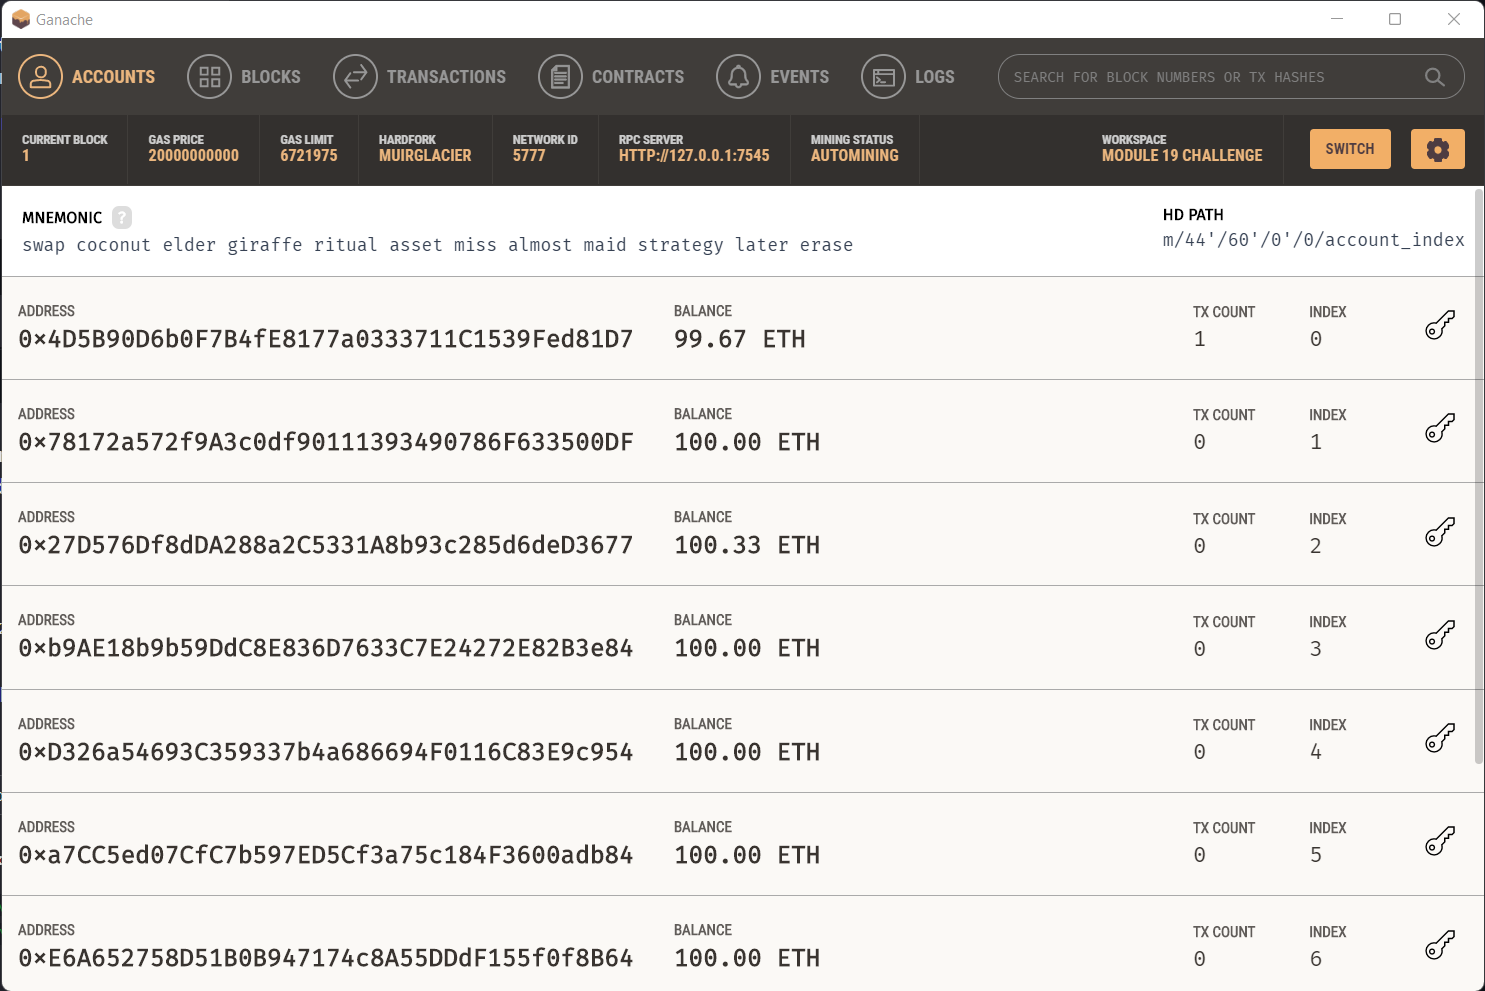 Ganache
ACCOUNTS BLOCKS TRANSACTIONS CONTRACTS EVENTS LOGS SEARCH FOR BLOCK NUMBERS OR TX HASHES
CURRENT BLOCK GAS PRICE GAS LIMIT HARDFORK NETWORK ID RPC SERVER MINING STATUS WORKSPACE
1 20000000000 6721975 MUIRGLACIER 5777 HTTP://127.0.0.1:7545 AUTOMINING MODULE 19 CHALLENGE SWITCH
MNEMONIC ? HD PATH
swap coconut elder giraffe ritual asset miss almost maid strategy later erase m/44'/60'/0'/0/account_index
ADDRESS BALANCE TX COUNT INDEX
0×4D5B90D6b0F7B4fE8177a0333711C1539Fed81D7 99.67 ETH 1 0
ADDRESS BALANCE TX COUNT INDEX
0×78172a572f9A3c0df90111393490786F633500DF 100.00 ETH 0 1
ADDRESS BALANCE TX COUNT INDEX
0×27D576Df8dDA288a2C5331A8b93c285d6deD3677 100.33 ETH 0 2
ADDRESS BALANCE TX COUNT INDEX
0×b9AE18b9b59DdC8E836D7633C7E24272E82B3e84 100.00 ETH 0 3
ADDRESS BALANCE TX COUNT INDEX
0×D326a54693C359337b4a686694F0116C83E9c954 100.00 ETH 0 4
ADDRESS BALANCE TX COUNT INDEX
0×a7CC5ed07CfC7b597ED5Cf3a75c184F3600adb84 100.00 ETH 0 5
ADDRESS BALANCE TX COUNT INDEX
0×E6A652758D51B0B947174c8A55DDdF155f0f8B64 100.00 ETH 0 6